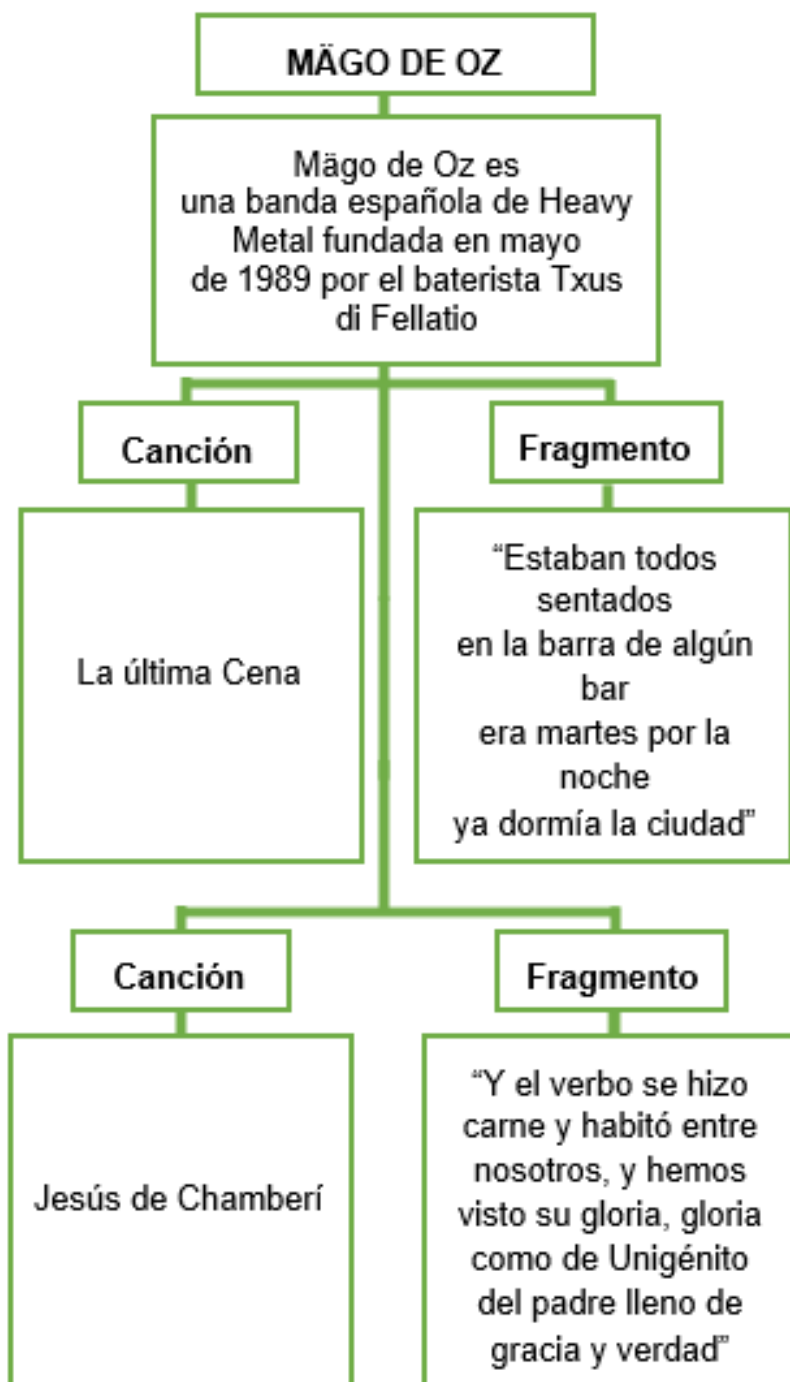 MÄGO DE OZ
Mägo de Oz es
una banda española de Heavy
Metal fundada en mayo
de 1989 por el baterista Txus
di Fellatio
Canción
Fragmento
La última Cena
“Estaban todos
sentados
en la barra de algún
bar
era martes por la
noche
ya dormía la ciudad”
Canción
Fragmento
Jesús de Chamberí
“Y el verbo se hizo
carne y habitó entre
nosotros, y hemos
visto su gloria, gloria
como de Unigénito
del padre lleno de
gracia y verdad”